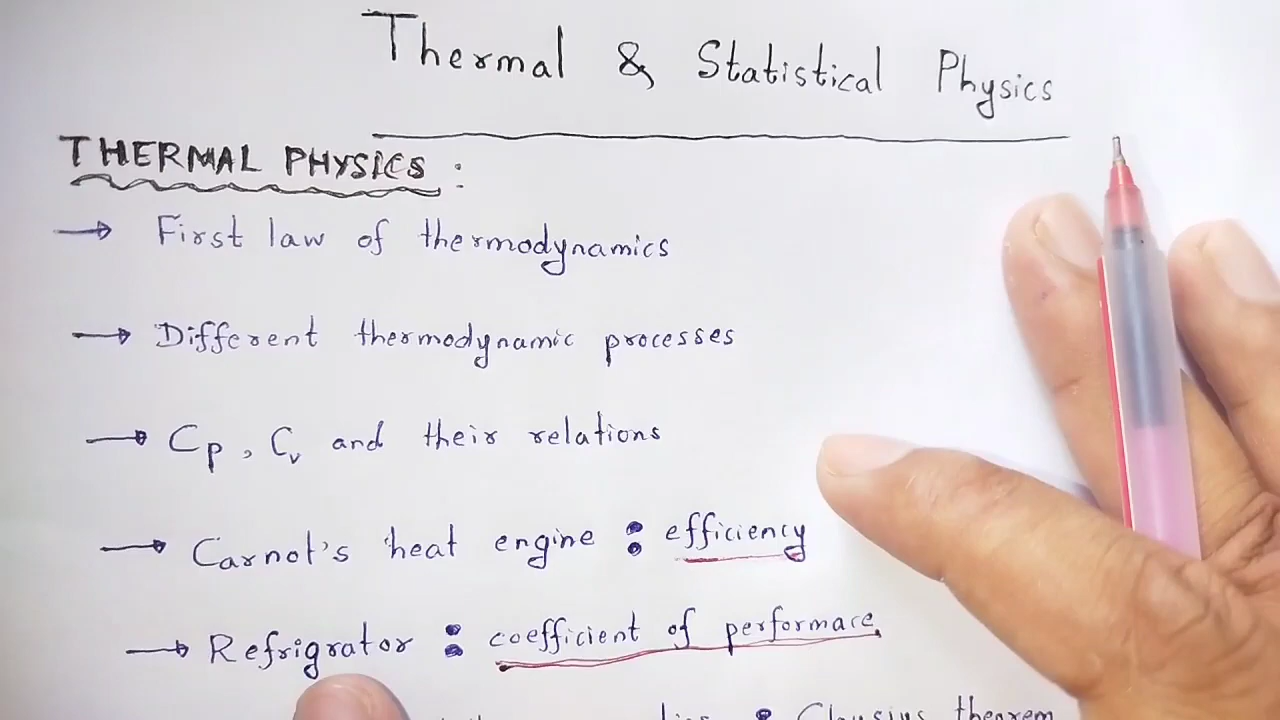 Thermal & Statistical Physics
THERMAL PHYSICS :
→ First law of thermodynamics
→ Different thermodynamic processes
→ Cp, Cv and their relations
→ Carnot's heat engine : efficiency
→ Refrigrator : coefficient of performace
: Clausius theorem